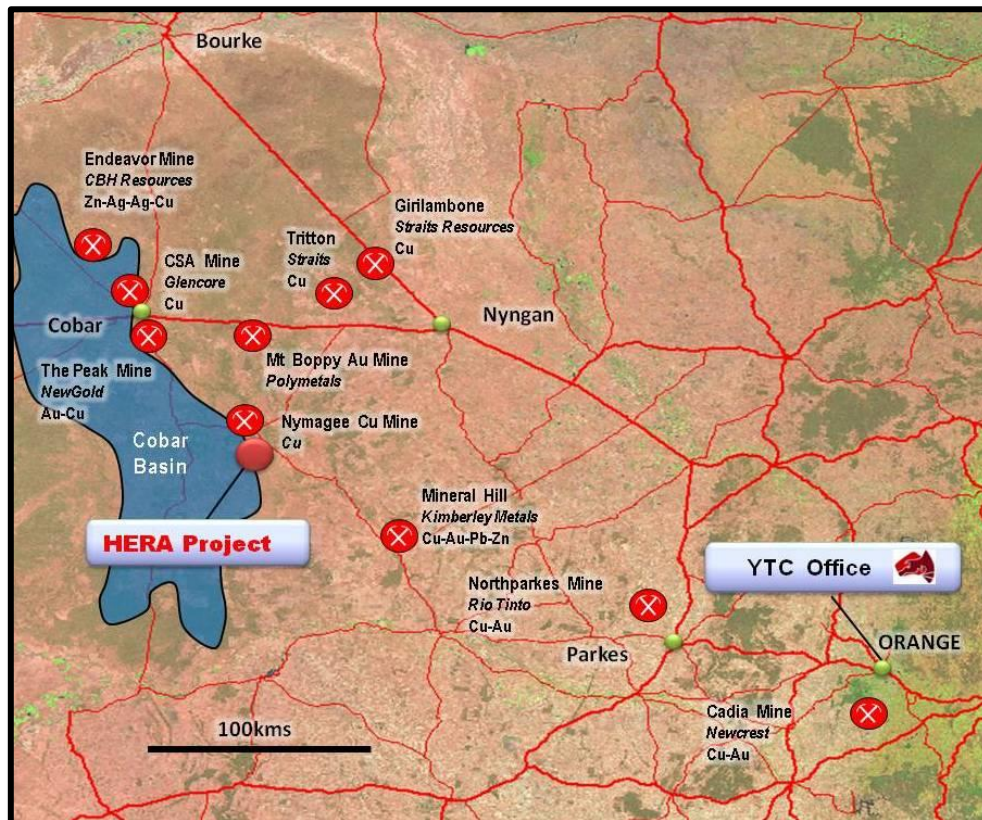 Bourke
Endeavor Mine
CBH Resources
Zn-Ag-Ag-Cu
Girilambone
Straits Resources
Cu
Tritton
Straits
Cu
CSA Mine
Glencore
Cu
Cobar
Nyngan
The Peak Mine
NewGold
Au-Cu
Mt Boppy Au Mine
Polymetals
Nymagee Cu Mine
Cu
Cobar
Basin
Mineral Hill
Kimberley Metals
Cu-Au-Pb-Zn
HERA Project
YTC Office
Northparkes Mine
Rio Tinto
Cu-Au
Parkes
ORANGE
Cadia Mine
Newcrest
Cu-Au
100kms